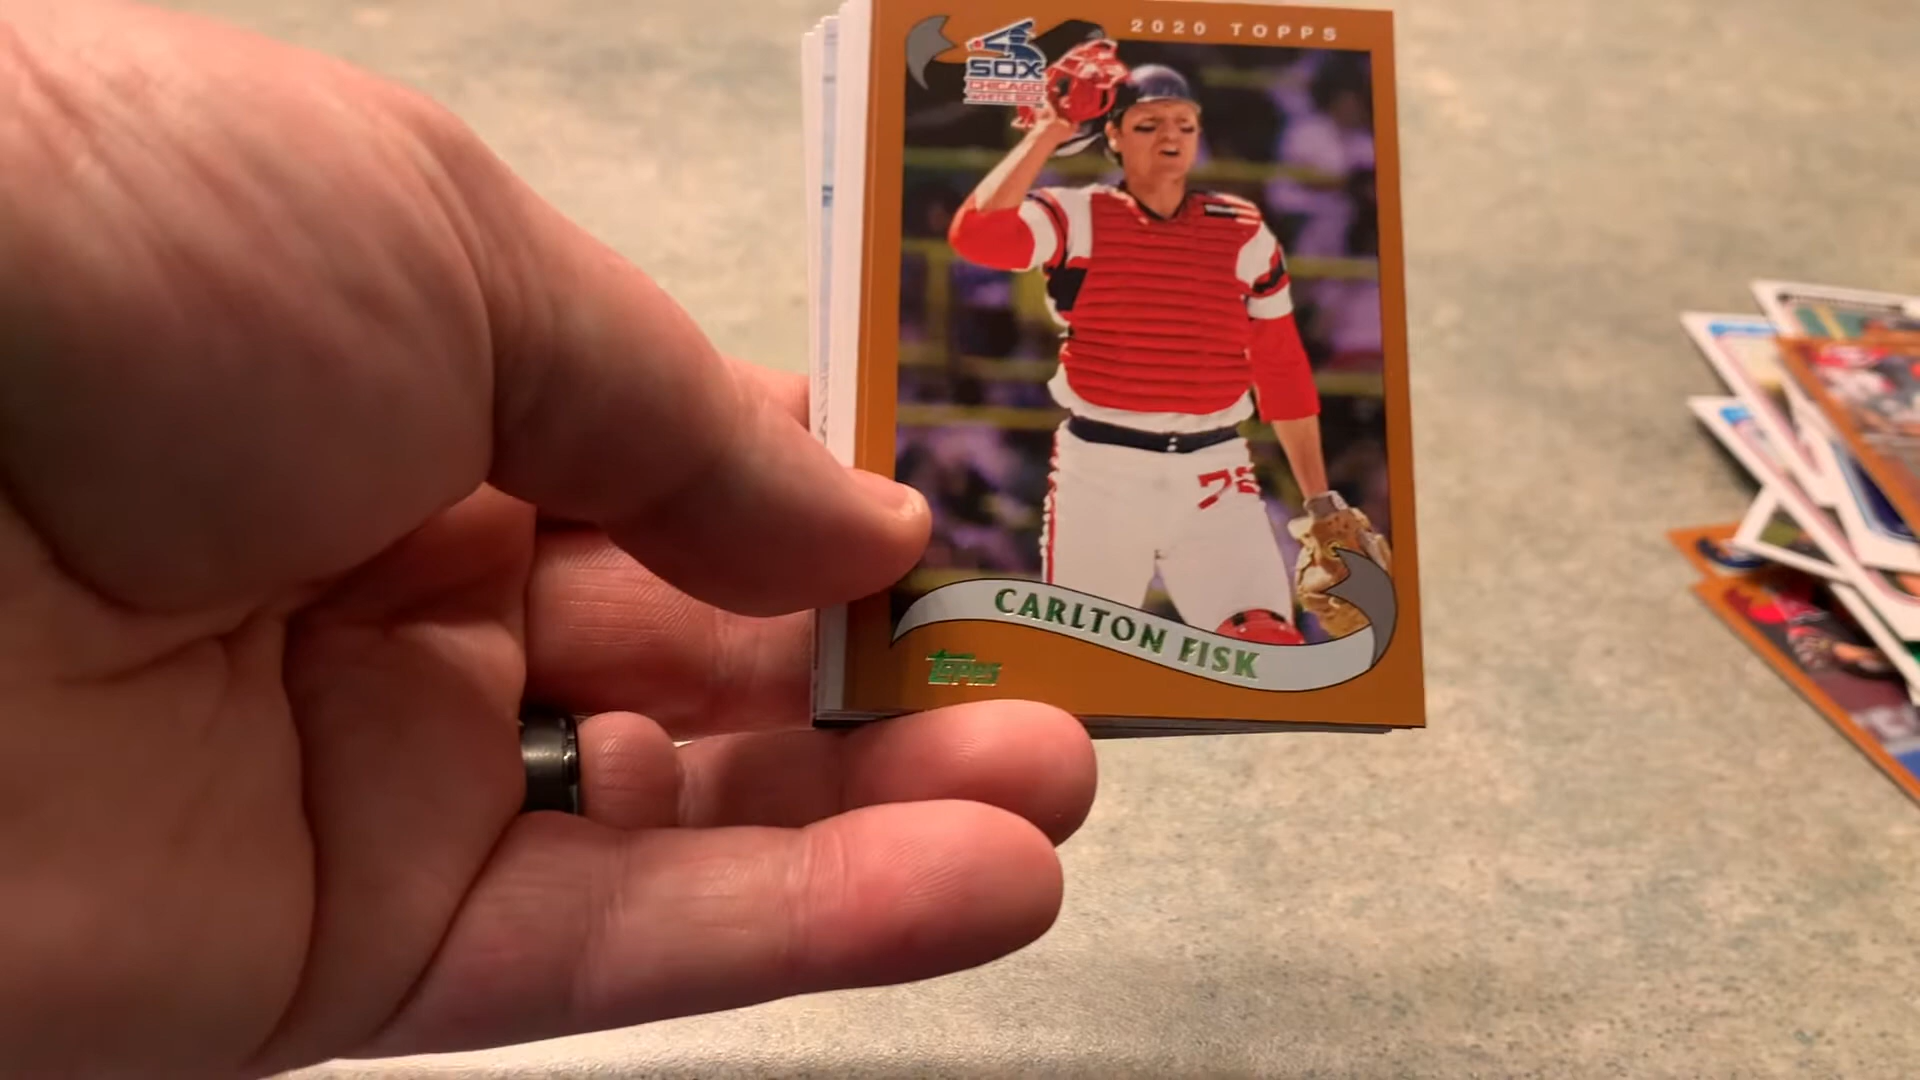 2020 TOPPS
SOX
CHICAGO
WHITE SOX
72
CARLTON FISK
TOPPS